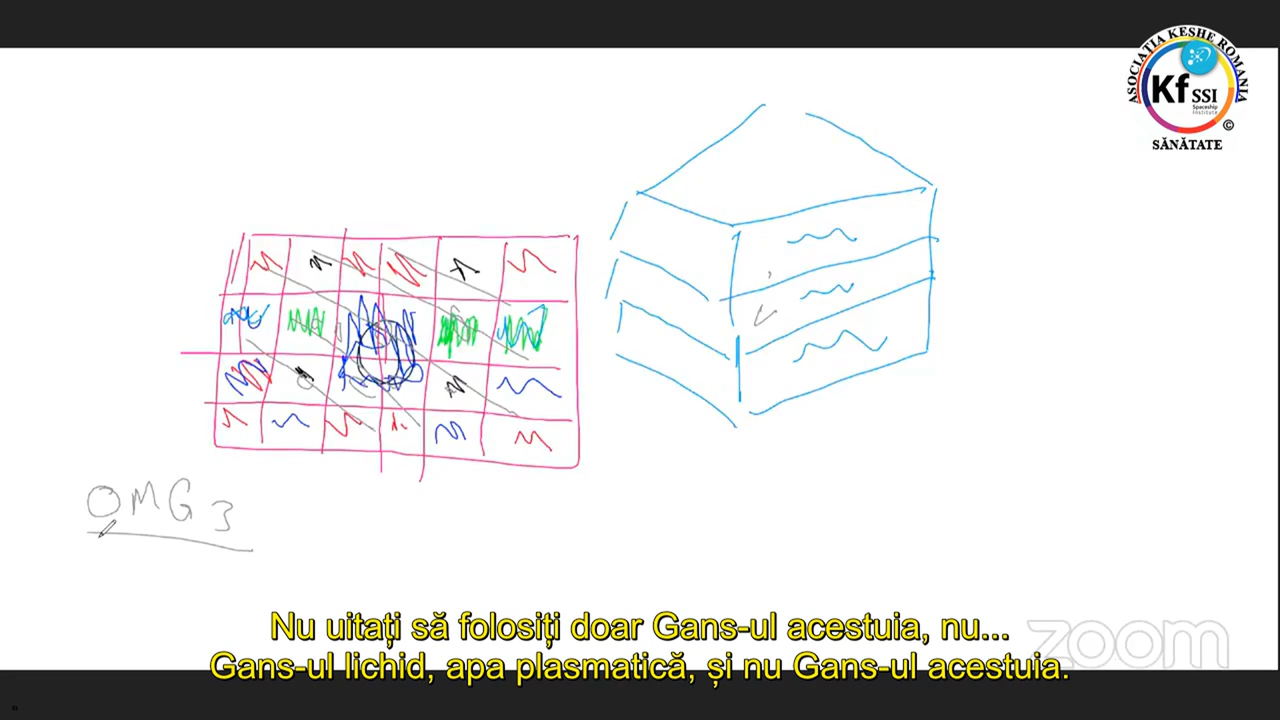 ASOCIAȚIA KESHE ROMANIA
Kf SSI
Spaceship
Institute
©
SĂNĂTATE
OMG 3
Nu uitați să folosiți doar Gans-ul acestuia, nu...
Gans-ul lichid, apa plasmatică, și nu Gans-ul acestuia.
zoom